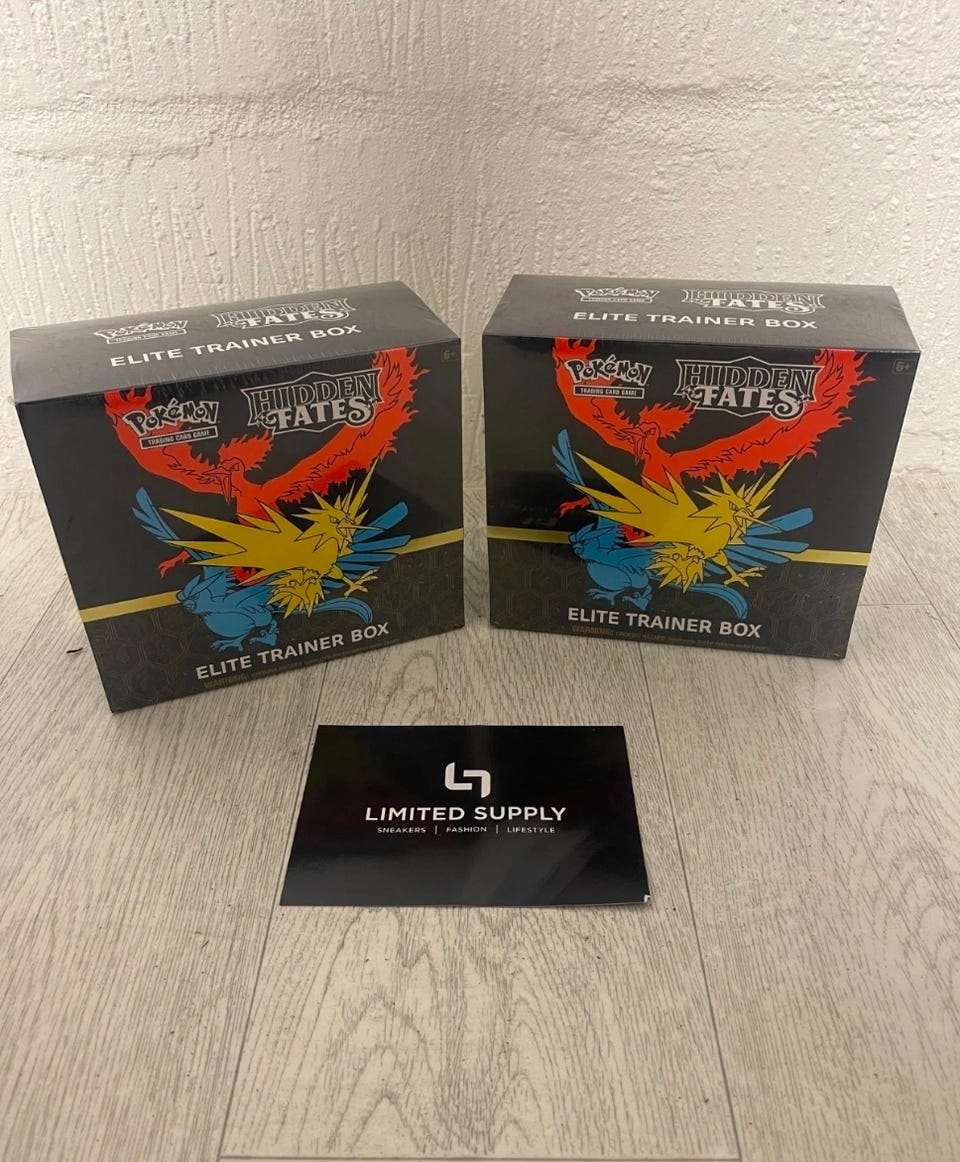 Pokémon
TRADING CARD GAME
HIDDEN
FATES
ELITE TRAINER BOX
6+
Pokémon
TRADING CARD GAME
HIDDEN
FATES
ELITE TRAINER BOX
WARNING:
Pokémon
TRADING CARD GAME
HIDDEN
FATES
ELITE TRAINER BOX
6+
Pokémon
TRADING CARD GAME
HIDDEN
FATES
ELITE TRAINER BOX
WARNING:
LIMITED SUPPLY
SNEAKERS | FASHION | LIFESTYLE